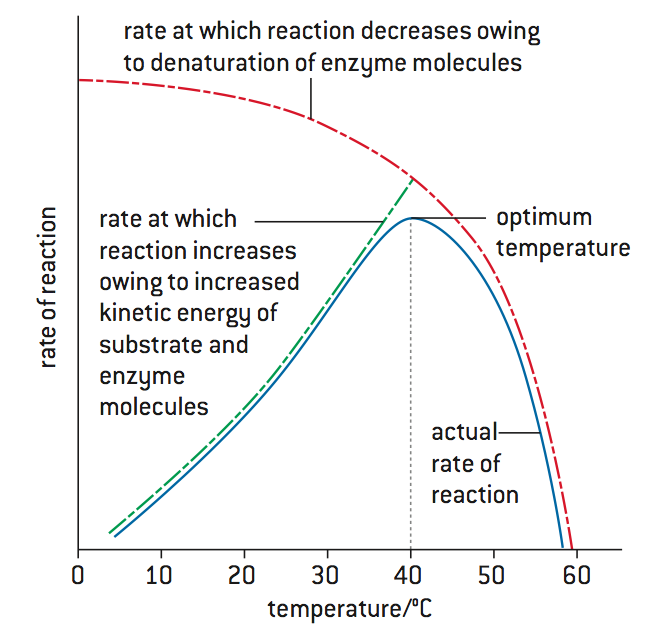 rate at which reaction decreases owing
to denaturation of enzyme molecules
rate at which
reaction increases
owing to increased
kinetic energy of
substrate and
enzyme
molecules
optimum
temperature
actual
rate of
reaction
rate of reaction
0 10 20 30 40 50 60
temperature/°C